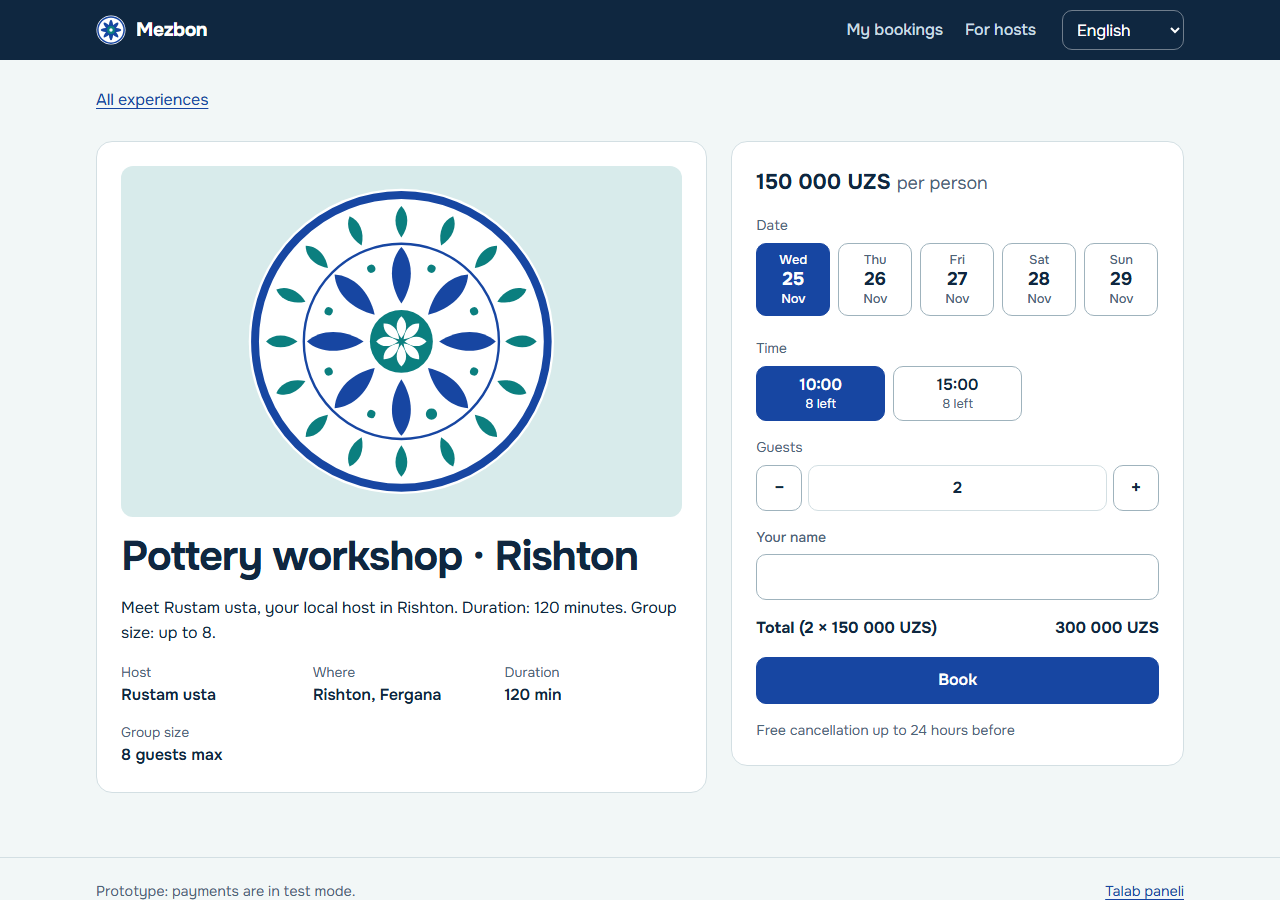 Mezbon
My bookings
For hosts
English
All experiences
Pottery workshop · Rishton
Meet Rustam usta, your local host in Rishton. Duration: 120 minutes. Group
size: up to 8.
Host
Rustam usta
Where
Rishton, Fergana
Duration
120 min
Group size
8 guests max
150 000 UZS per person
Date
Wed
25
Nov
Thu
26
Nov
Fri
27
Nov
Sat
28
Nov
Sun
29
Nov
Time
10:00
8 left
15:00
8 left
Guests
−
2
+
Your name
Total (2 × 150 000 UZS) 300 000 UZS
Book
Free cancellation up to 24 hours before
Prototype: payments are in test mode.
Talab paneli